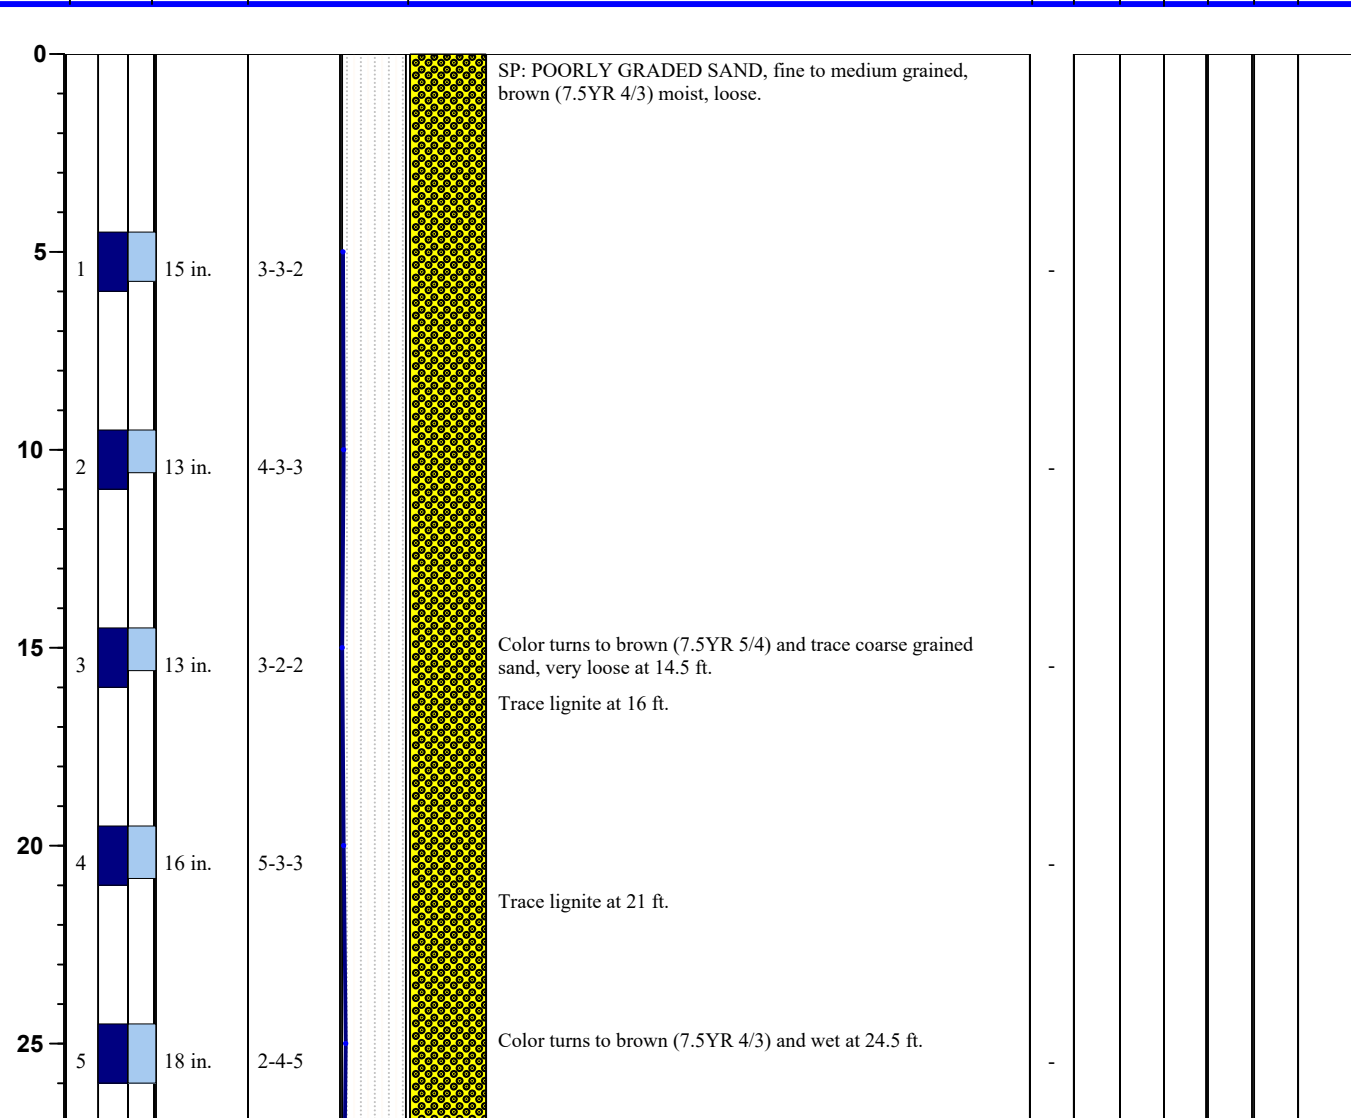 0
SP: POORLY GRADED SAND, fine to medium grained,
brown (7.5YR 4/3) moist, loose.
5
1 15 in. 3-3-2 -
10
2 13 in. 4-3-3 -
15
Color turns to brown (7.5YR 5/4) and trace coarse grained
sand, very loose at 14.5 ft.
3 13 in. 3-2-2 -
Trace lignite at 16 ft.
20
4 16 in. 5-3-3 -
Trace lignite at 21 ft.
25
Color turns to brown (7.5YR 4/3) and wet at 24.5 ft.
5 18 in. 2-4-5 -